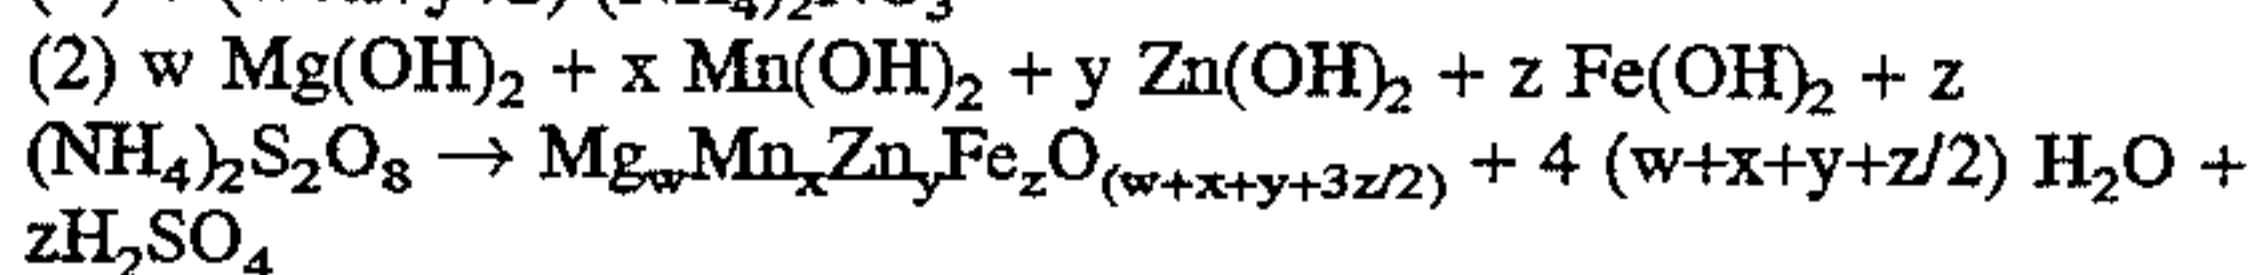 (2) w Mg(OH)₂ + x Mn(OH)₂ + y Zn(OH)₂ + z Fe(OH)₂ + z
(NH₄)₂S₂O₈ → Mg_wMn_xZn_yFe_zO_(w+x+y+3z/2) + 4 (w+x+y+z/2) H₂O +
zH₂SO₄